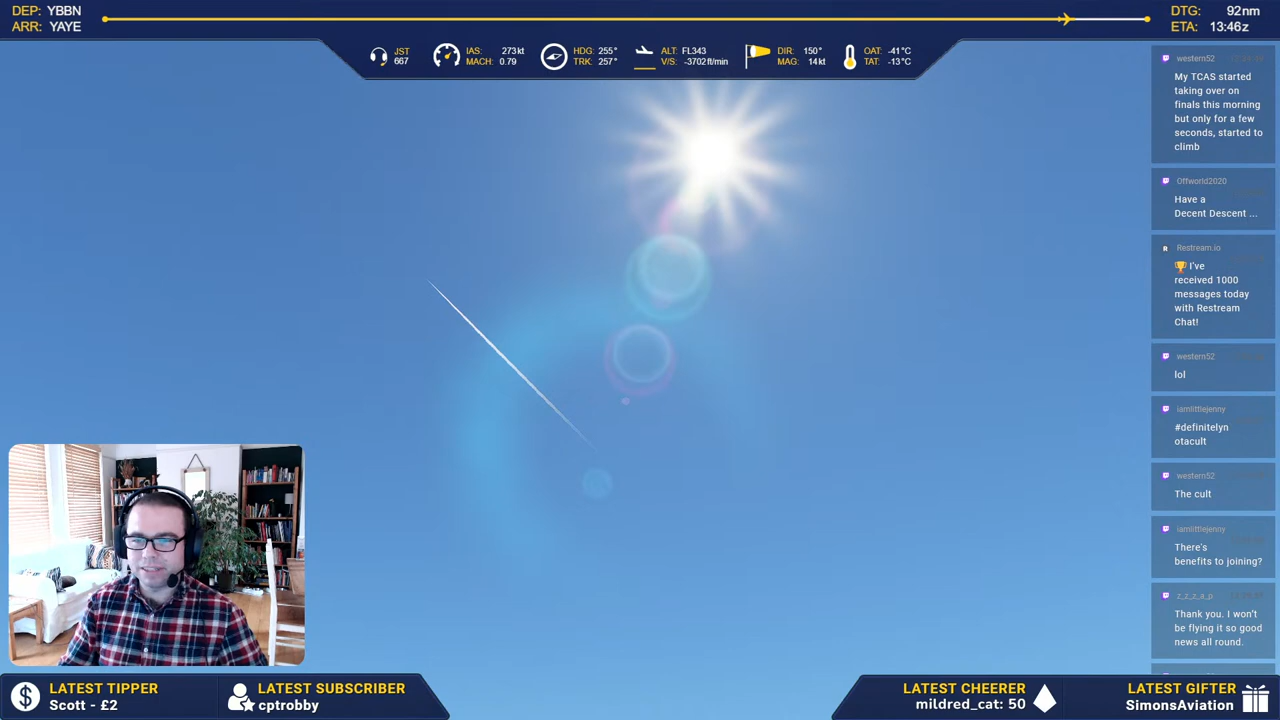 DEP: YBBN
ARR: YAYE
DTG: 92nm
ETA: 13:46z
JST
667
IAS: 273kt
MACH: 0.79
HDG: 255°
TRK: 257°
ALT: FL343
V/S: -3702ft/min
DIR: 150°
MAG: 14kt
OAT: -41°C
TAT: -13°C
western52
My TCAS started
taking over on
finals this morning
but only for a few
seconds, started to
climb
Offworld2020
Have a
Decent Descent ...
R Restream.io
🏆 I've
received 1000
messages today
with Restream
Chat!
western52
lol
iamlittlejenny
#definitelyn
otacult
western52
The cult
iamlittlejenny
There's
benefits to joining?
z_z_z_a_p
Thank you. I won't
be flying it so good
news all round.
$ LATEST TIPPER
Scott - £2
LATEST SUBSCRIBER
cptrobby
LATEST CHEERER
mildred_cat: 50
LATEST GIFTER
SimonsAviation